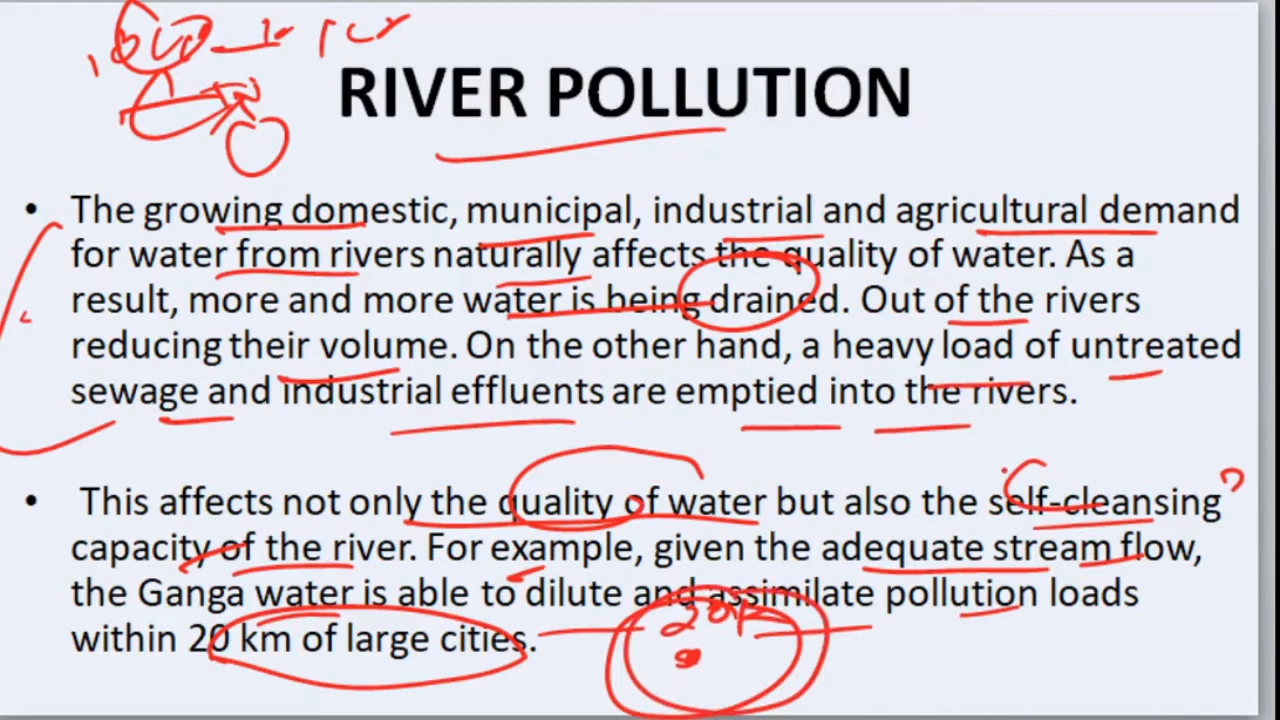 RIVER POLLUTION
• The growing domestic, municipal, industrial and agricultural demand
for water from rivers naturally affects the quality of water. As a
result, more and more water is being drained. Out of the rivers
reducing their volume. On the other hand, a heavy load of untreated
sewage and industrial effluents are emptied into the rivers.
• This affects not only the quality of water but also the self-cleansing
capacity of the river. For example, given the adequate stream flow,
the Ganga water is able to dilute and assimilate pollution loads
within 20 km of large cities.